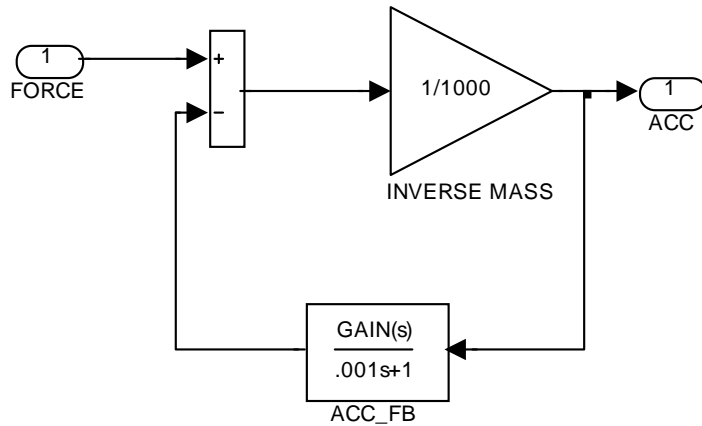 1
FORCE
+
−
1/1000
INVERSE MASS
1
ACC
GAIN(s)
.001s+1
ACC_FB